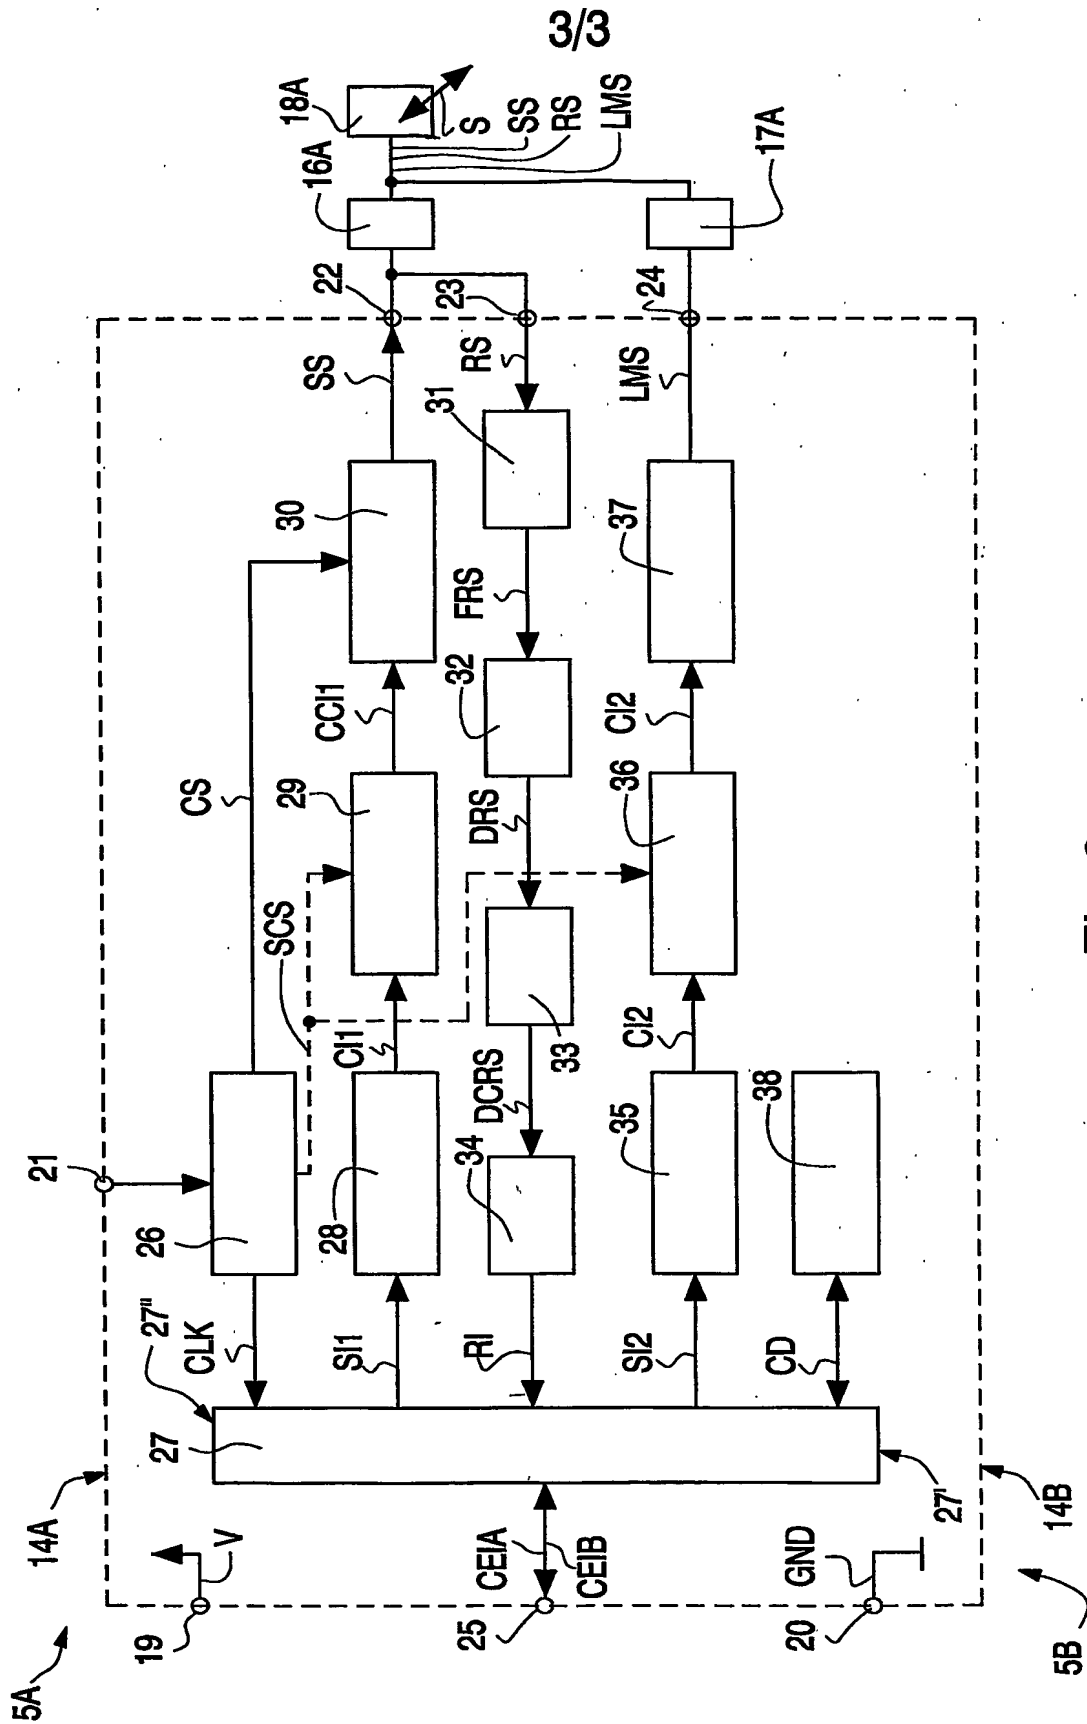 3/3
18A
S
SS
RS
LMS
16A
17A
22
23
24
SS
RS
LMS
31
30
37
FRS
32
CCI1
CI2
CS
29
DRS
36
SCS
CI1
33
CI2
DCRS
21
26
28
34
35
38
27"
CLK
SI1
RI
SI2
CD
27
27'
14A
14B
V
CEIA
CEIB
GND
19
25
20
5A
5B